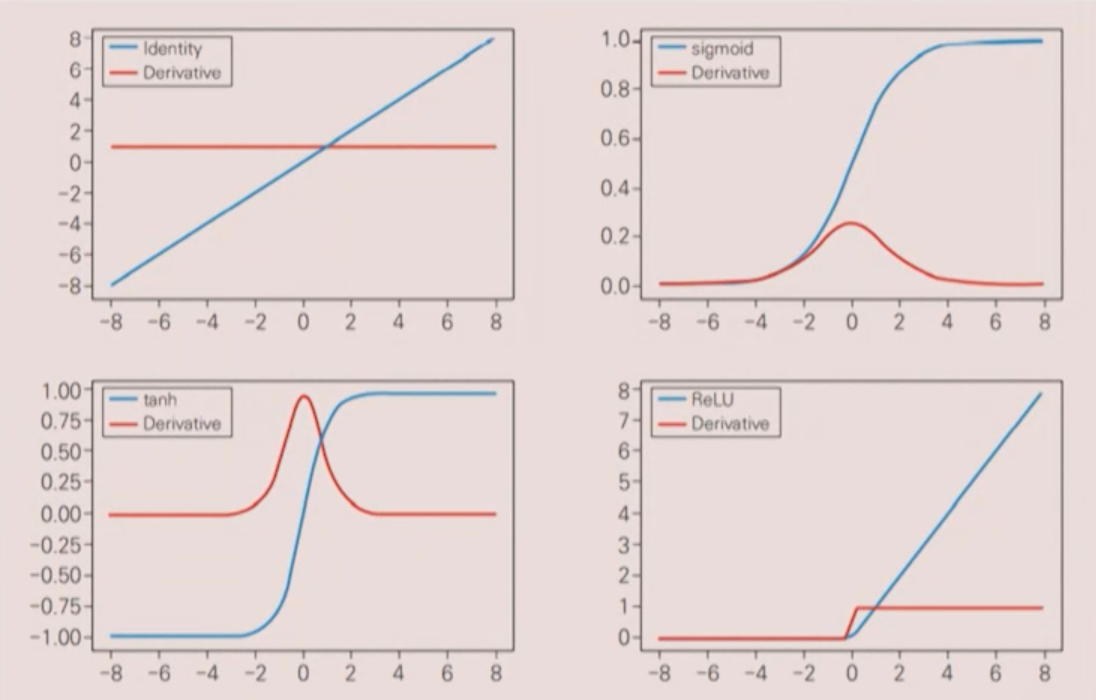 Identity
Derivative
8
6
4
2
0
−2
−4
−6
−8
−8 −6 −4 −2 0 2 4 6 8
sigmoid
Derivative
1.0
0.8
0.6
0.4
0.2
0.0
−8 −6 −4 −2 0 2 4 6 8
tanh
Derivative
1.00
0.75
0.50
0.25
0.00
−0.25
−0.50
−0.75
−1.00
−8 −6 −4 −2 0 2 4 6 8
ReLU
Derivative
8
7
6
5
4
3
2
1
0
−8 −6 −4 −2 0 2 4 6 8